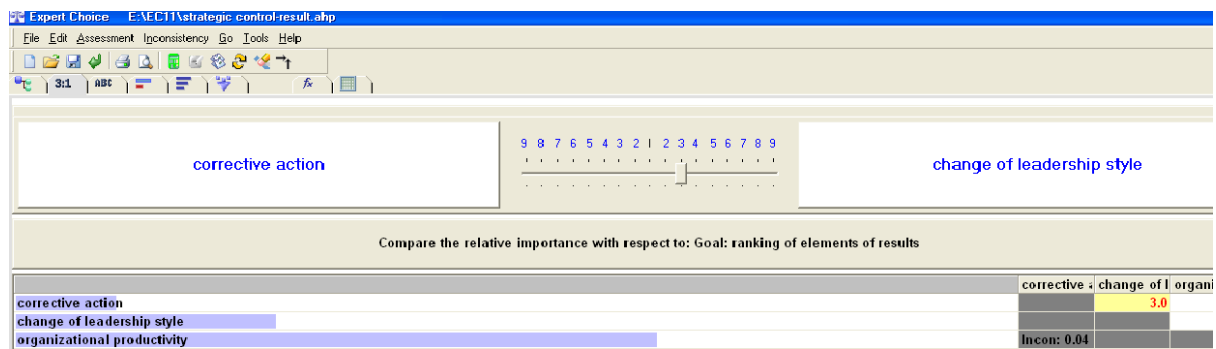 Expert Choice E:\EC11\strategic control-result.ahp
File Edit Assessment Inconsistency Go Tools Help
3:1 ABC fx
9 8 7 6 5 4 3 2 1 2 3 4 5 6 7 8 9
corrective action change of leadership style
Compare the relative importance with respect to: Goal: ranking of elements of results
corrective a change of l organi
corrective action 3.0
change of leadership style
organizational productivity Incon: 0.04